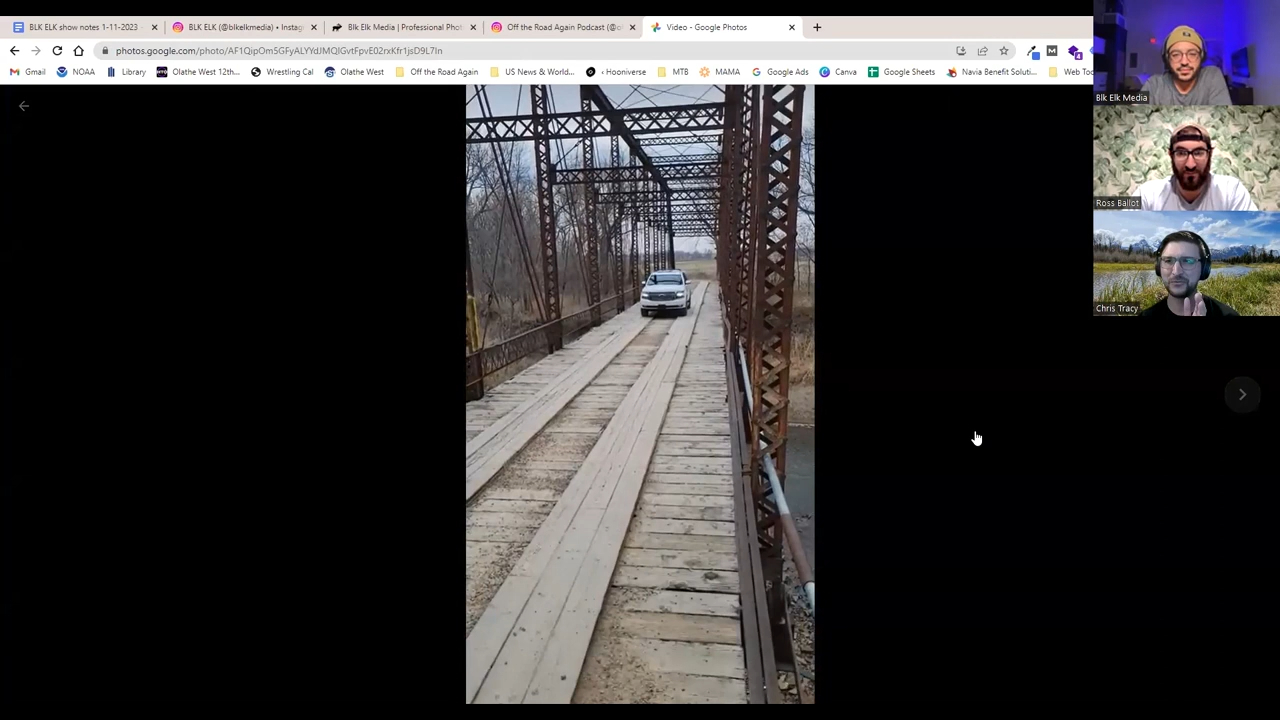 BLK ELK show notes 1-11-2023 -
BLK ELK (@blkelkmedia) • Instag
Blk Elk Media | Professional Phot
Off the Road Again Podcast (@of
Video - Google Photos
photos.google.com/photo/
Gmail
NOAA
Library
Olathe West 12th...
Wrestling Cal
Olathe West
Off the Road Again
US News & World...
Hooniverse
MTB
MAMA
Google Ads
Canva
Google Sheets
Navia Benefit Soluti...
Web Too
Blk Elk Media
Ross Ballot
Chris Tracy